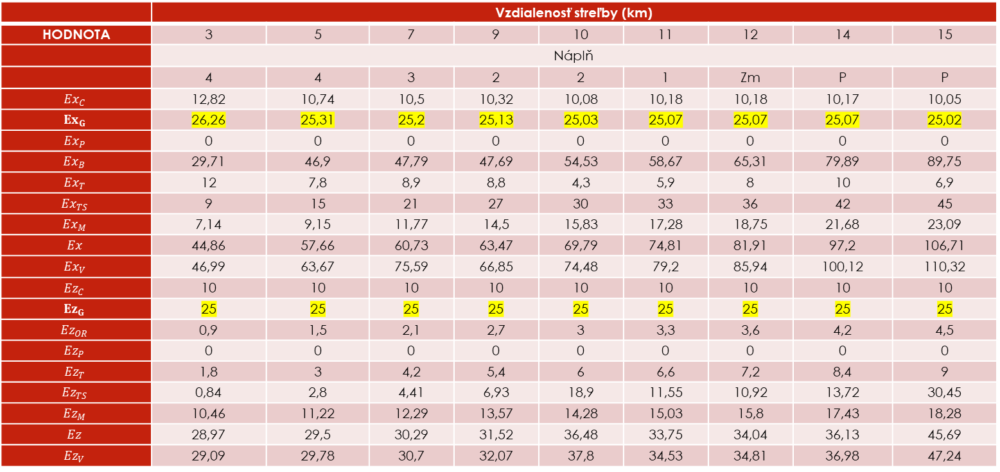 Vzdialenosť streľby (km)
HODNOTA 3 5 7 9 10 11 12 14 15
Náplň
4 4 3 2 2 1 Zm P P
Ex_C 12,82 10,74 10,5 10,32 10,08 10,18 10,18 10,17 10,05
Ex_G 26,26 25,31 25,2 25,13 25,03 25,07 25,07 25,07 25,02
Ex_P 0 0 0 0 0 0 0 0 0
Ex_B 29,71 46,9 47,79 47,69 54,53 58,67 65,31 79,89 89,75
Ex_T 12 7,8 8,9 8,8 4,3 5,9 8 10 6,9
Ex_TS 9 15 21 27 30 33 36 42 45
Ex_M 7,14 9,15 11,77 14,5 15,83 17,28 18,75 21,68 23,09
Ex 44,86 57,66 60,73 63,47 69,79 74,81 81,91 97,2 106,71
Ex_V 46,99 63,67 75,59 66,85 74,48 79,2 85,94 100,12 110,32
Ez_C 10 10 10 10 10 10 10 10 10
Ez_G 25 25 25 25 25 25 25 25 25
Ez_OR 0,9 1,5 2,1 2,7 3 3,3 3,6 4,2 4,5
Ez_P 0 0 0 0 0 0 0 0 0
Ez_T 1,8 3 4,2 5,4 6 6,6 7,2 8,4 9
Ez_TS 0,84 2,8 4,41 6,93 18,9 11,55 10,92 13,72 30,45
Ez_M 10,46 11,22 12,29 13,57 14,28 15,03 15,8 17,43 18,28
Ez 28,97 29,5 30,29 31,52 36,48 33,75 34,04 36,13 45,69
Ez_V 29,09 29,78 30,7 32,07 37,8 34,53 34,81 36,98 47,24